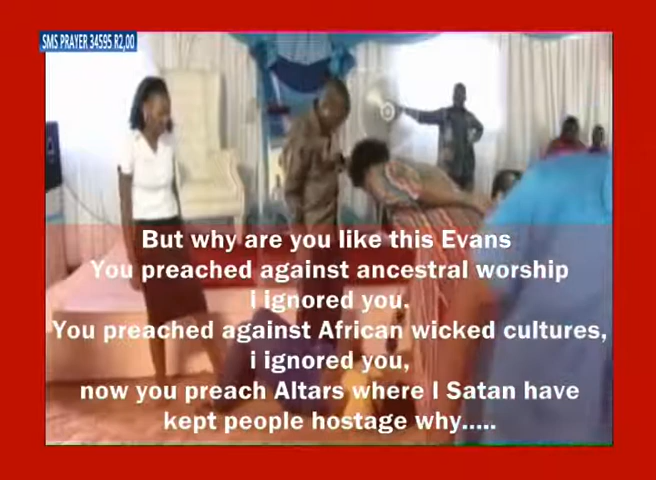 SMS PRAYER 34595 R2,00
But why are you like this Evans
You preached against ancestral worship
i ignored you.
You preached against African wicked cultures,
i ignored you,
now you preach Altars where I Satan have
kept people hostage why.....